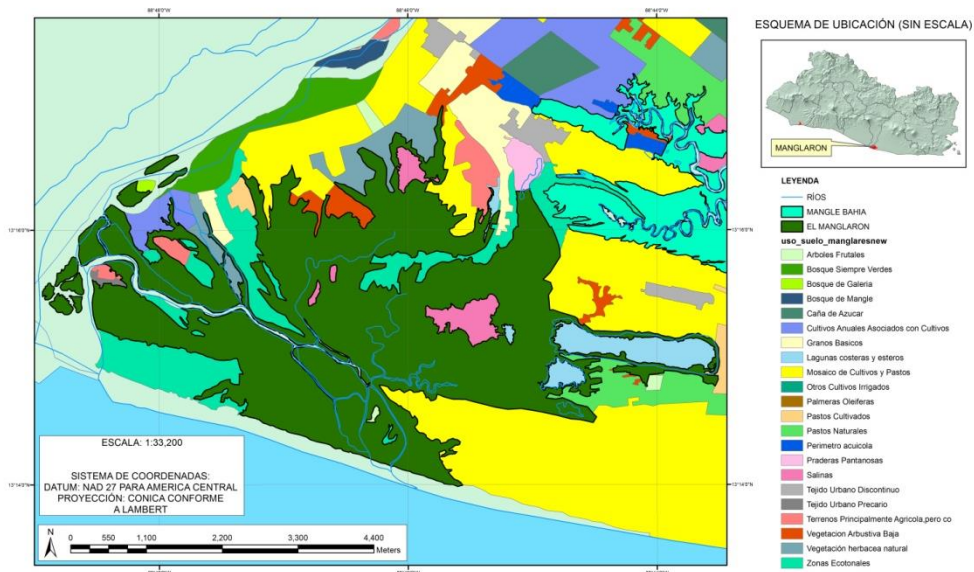 ESQUEMA DE UBICACIÓN (SIN ESCALA)
MANGLARON
LEYENDA
RÍOS
MANGLE BAHIA
EL MANGLARON
uso_suelo_manglaresnew
Arboles Frutales
Bosque Siempre Verdes
Bosque de Galeria
Bosque de Mangle
Caña de Azucar
Cultivos Anuales Asociados con Cultivos
Granos Basicos
Lagunas costeras y esteros
Mosaico de Cultivos y Pastos
Otros Cultivos Irrigados
Palmeras Oleiferas
Pastos Cultivados
Pastos Naturales
Perimetro acuicola
Praderas Pantanosas
Salinas
Tejido Urbano Discontinuo
Tejido Urbano Precario
Terrenos Principalmente Agricola,pero co
Vegetacion Arbustiva Baja
Vegetación herbacea natural
Zonas Ecotonales
ESCALA: 1:33,200
SISTEMA DE COORDENADAS:
DATUM: NAD 27 PARA AMERICA CENTRAL
PROYECCIÓN: CONICA CONFORME
A LAMBERT
N
0 550 1,100 2,200 3,300 4,400
Meters